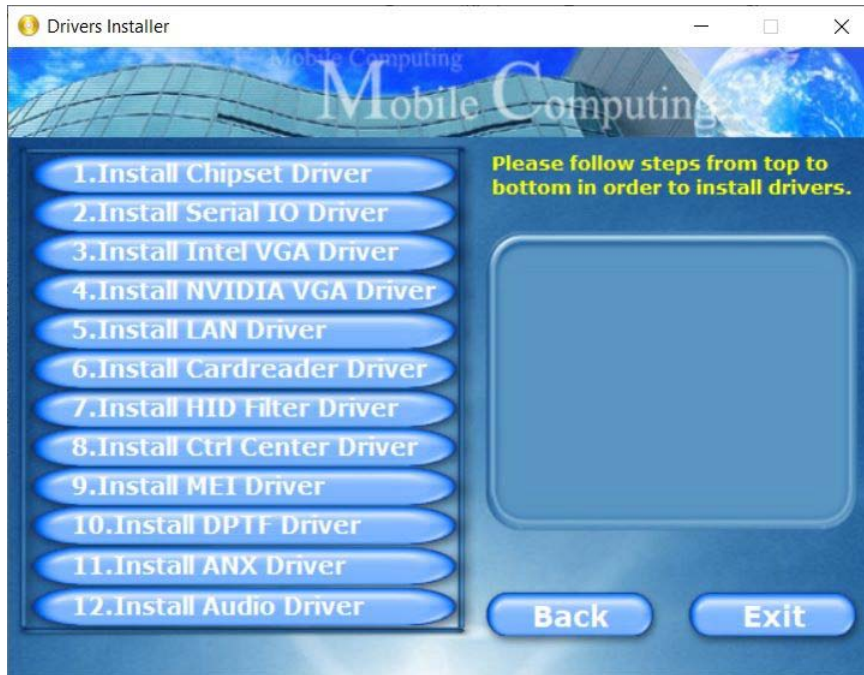 Drivers Installer
Mobile Computing
Mobile Computing
1.Install Chipset Driver
2.Install Serial IO Driver
3.Install Intel VGA Driver
4.Install NVIDIA VGA Driver
5.Install LAN Driver
6.Install Cardreader Driver
7.Install HID Filter Driver
8.Install Ctrl Center Driver
9.Install MEI Driver
10.Install DPTF Driver
11.Install ANX Driver
12.Install Audio Driver
Please follow steps from top to
bottom in order to install drivers.
Back
Exit